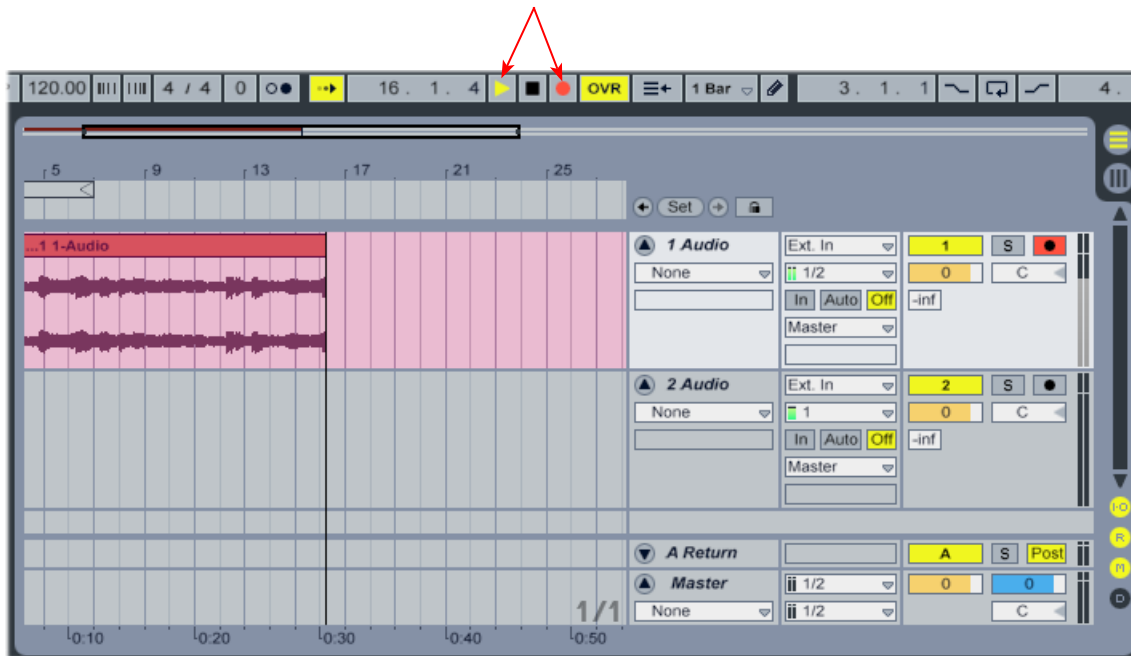 120.00 4 / 4 0 16. 1. 4 OVR 1 Bar 3. 1. 1 4.
5 9 13 17 21 25
Set
...1 1-Audio
1 Audio Ext. In 1 S
None 1/2 0 C
In Auto Off -inf
Master
2 Audio Ext. In 2 S
None 1 0 C
In Auto Off -inf
Master
I·O
A Return A S Post
R
Master 1/2 0 0
M
1/1 None 1/2 C
D
0:10 0:20 0:30 0:40 0:50